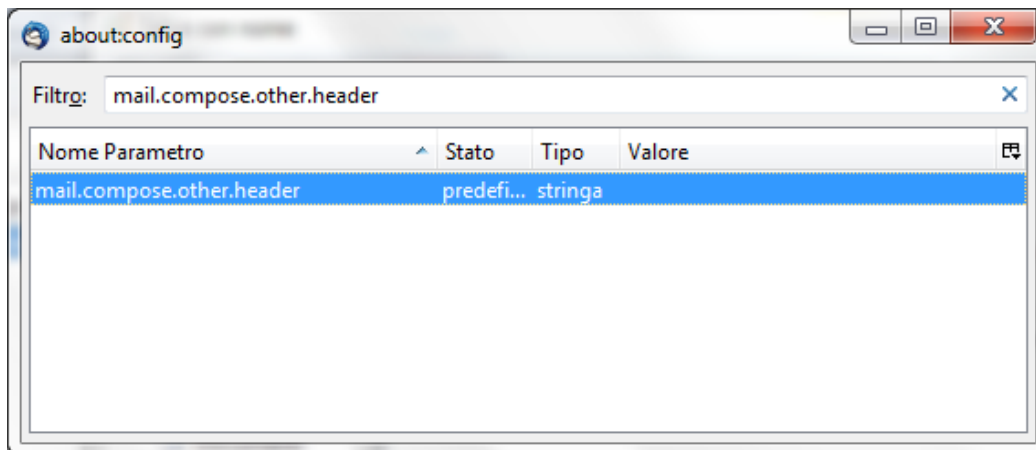 about:config
Filtro: mail.compose.other.header
Nome Parametro Stato Tipo Valore
mail.compose.other.header predefi... stringa